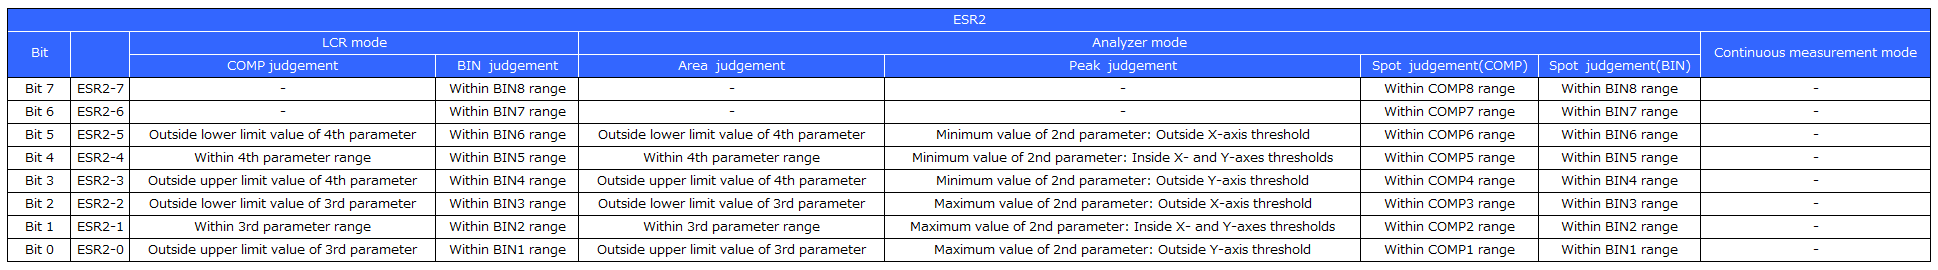 ESR2
Bit LCR mode Analyzer mode Continuous measurement mode
COMP judgement BIN judgement Area judgement Peak judgement Spot judgement(COMP) Spot judgement(BIN)
Bit 7 ESR2-7 - Within BIN8 range - - Within COMP8 range Within BIN8 range -
Bit 6 ESR2-6 - Within BIN7 range - - Within COMP7 range Within BIN7 range -
Bit 5 ESR2-5 Outside lower limit value of 4th parameter Within BIN6 range Outside lower limit value of 4th parameter Minimum value of 2nd parameter: Outside X-axis threshold Within COMP6 range Within BIN6 range -
Bit 4 ESR2-4 Within 4th parameter range Within BIN5 range Within 4th parameter range Minimum value of 2nd parameter: Inside X- and Y-axes thresholds Within COMP5 range Within BIN5 range -
Bit 3 ESR2-3 Outside upper limit value of 4th parameter Within BIN4 range Outside upper limit value of 4th parameter Minimum value of 2nd parameter: Outside Y-axis threshold Within COMP4 range Within BIN4 range -
Bit 2 ESR2-2 Outside lower limit value of 3rd parameter Within BIN3 range Outside lower limit value of 3rd parameter Maximum value of 2nd parameter: Outside X-axis threshold Within COMP3 range Within BIN3 range -
Bit 1 ESR2-1 Within 3rd parameter range Within BIN2 range Within 3rd parameter range Maximum value of 2nd parameter: Inside X- and Y-axes thresholds Within COMP2 range Within BIN2 range -
Bit 0 ESR2-0 Outside upper limit value of 3rd parameter Within BIN1 range Outside upper limit value of 3rd parameter Maximum value of 2nd parameter: Outside Y-axis threshold Within COMP1 range Within BIN1 range -